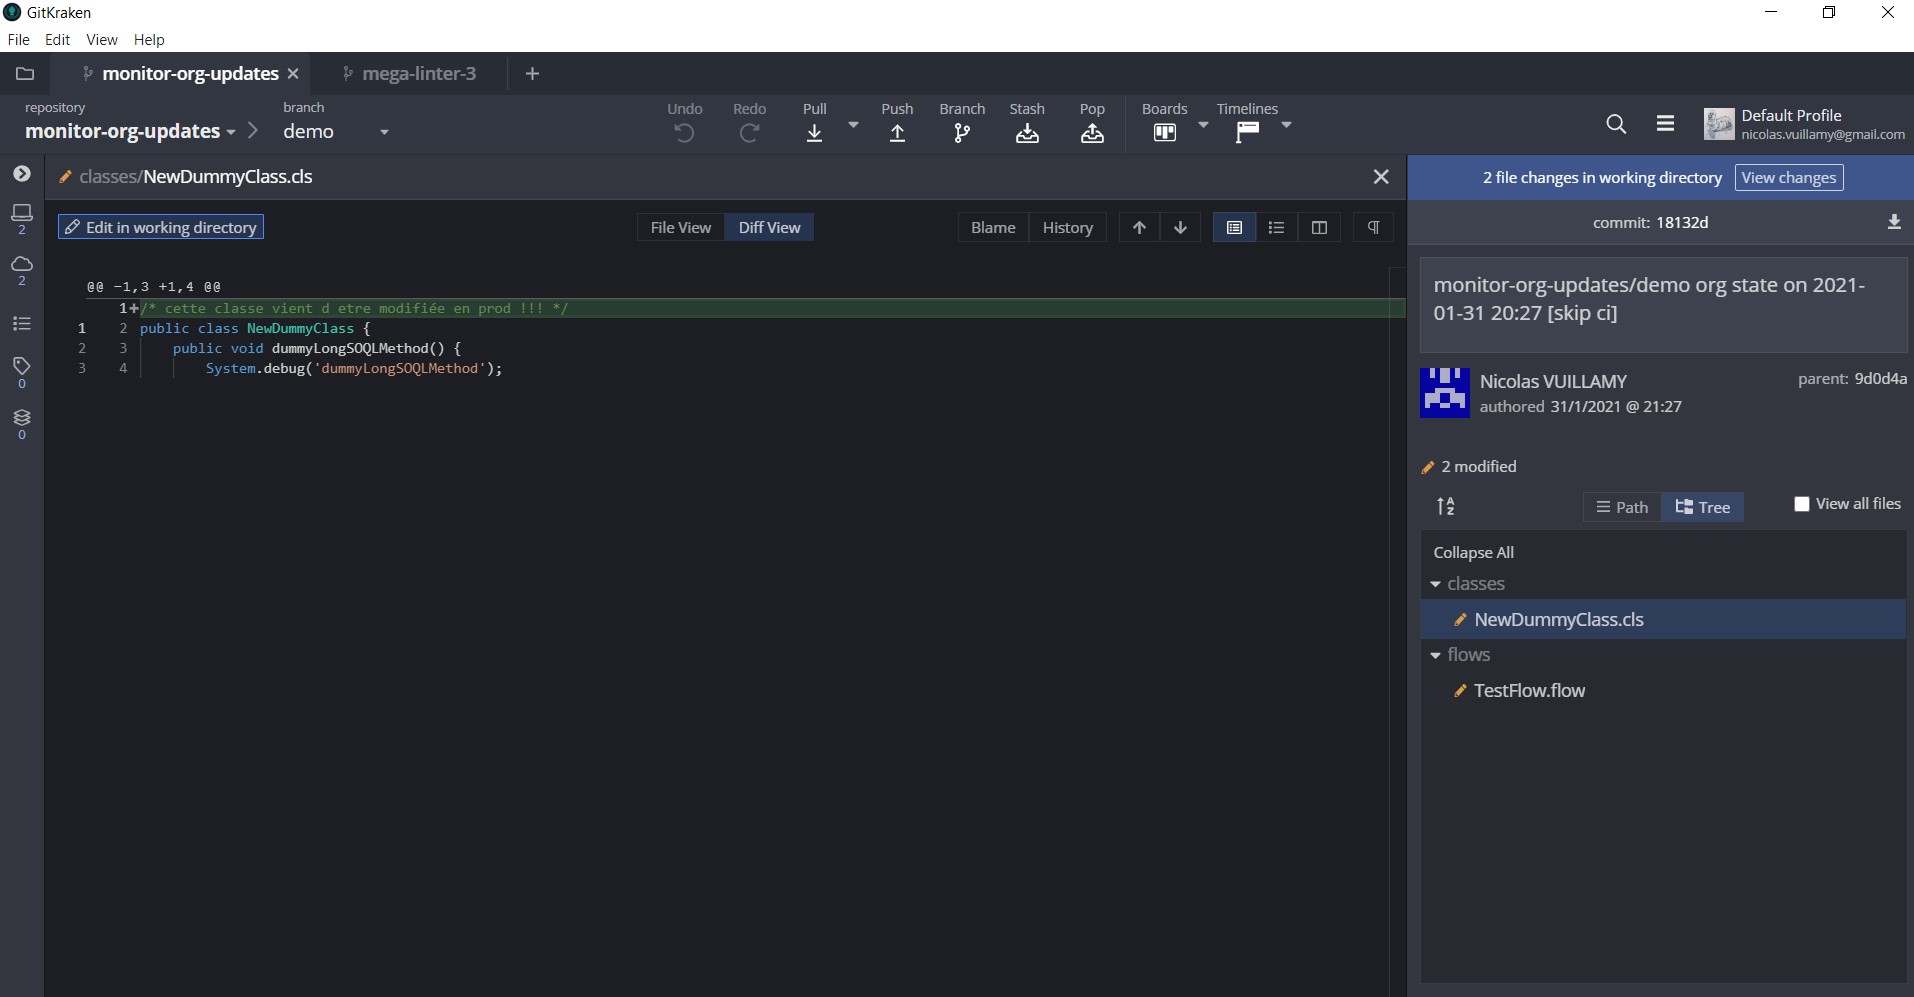 GitKraken
File Edit View Help
monitor-org-updates mega-linter-3
repository
monitor-org-updates
branch
demo
Undo Redo Pull Push Branch Stash Pop Boards Timelines
Default Profile
nicolas.vuillamy@gmail.com
2
2
0
0
classes/NewDummyClass.cls
Edit in working directory
File View Diff View
Blame History
@@ -1,3 +1,4 @@
1+/* cette classe vient d etre modifiée en prod !!! */
1 2 public class NewDummyClass {
2 3 public void dummyLongSOQLMethod() {
3 4 System.debug('dummyLongSOQLMethod');
2 file changes in working directory View changes
commit: 18132d
monitor-org-updates/demo org state on 2021-
01-31 20:27 [skip ci]
Nicolas VUILLAMY
authored 31/1/2021 @ 21:27
parent: 9d0d4a
2 modified
A
Z
Path Tree View all files
Collapse All
classes
NewDummyClass.cls
flows
TestFlow.flow